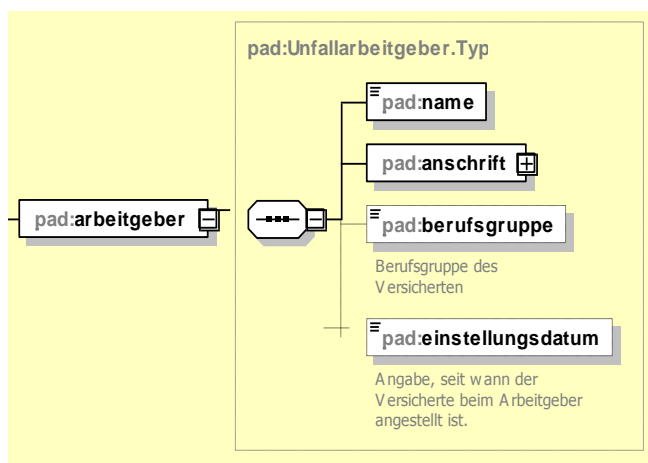 pad:Unfallarbeitgeber.Typ
pad:name
pad:anschrift
pad:arbeitgeber
pad:berufsgruppe
Berufsgruppe des
Versicherten
pad:einstellungsdatum
Angabe, seit wann der
Versicherte beim Arbeitgeber
angestellt ist.